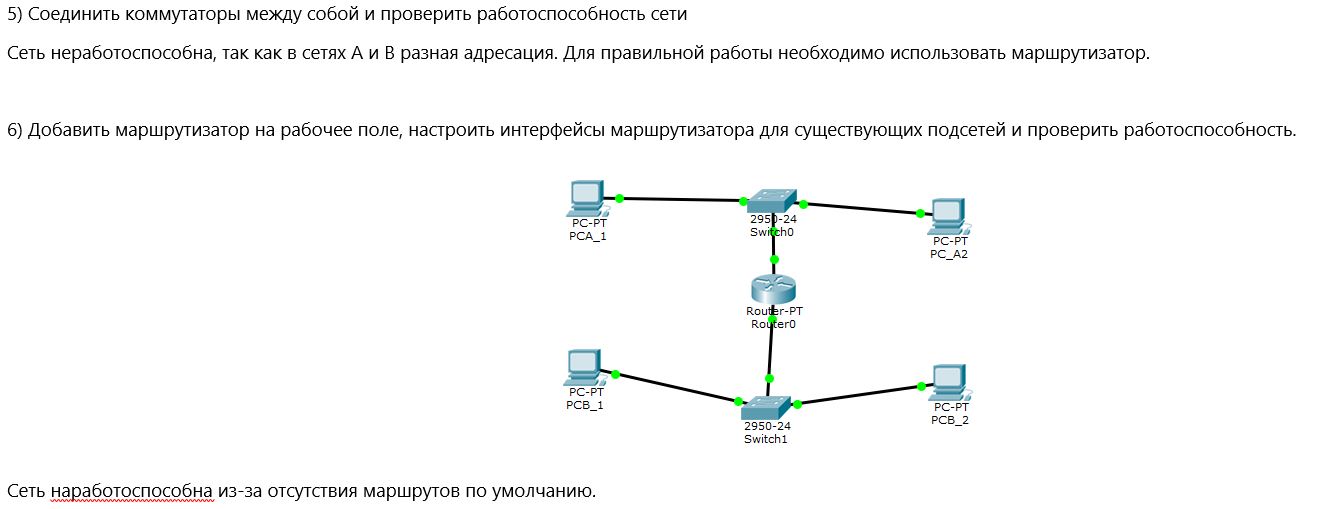 5) Соединить коммутаторы между собой и проверить работоспособность сети
Сеть неработоспособна, так как в сетях А и В разная адресация. Для правильной работы необходимо использовать маршрутизатор.
6) Добавить маршрутизатор на рабочее поле, настроить интерфейсы маршрутизатора для существующих подсетей и проверить работоспособность.
PC-PT
PCA_1
2950-24
Switch0
PC-PT
PC_A2
Router-PT
Router0
PC-PT
PCB_1
2950-24
Switch1
PC-PT
PCB_2
Сеть наработоспособна из-за отсутствия маршрутов по умолчанию.